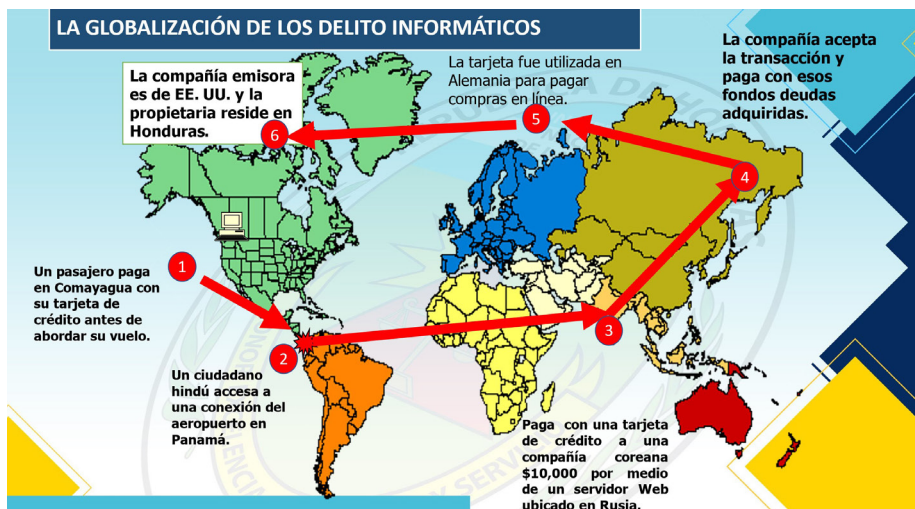 LA GLOBALIZACIÓN DE LOS DELITO INFORMÁTICOS
La compañía emisora
es de EE. UU. y la
propietaria reside en
Honduras.
6
La tarjeta fue utilizada en
Alemania para pagar
compras en línea.
5
La compañía acepta
la transacción y
paga con esos
fondos deudas
adquiridas.
4
1
Un pasajero paga
en Comayagua con
su tarjeta de
crédito antes de
abordar su vuelo.
2
Un ciudadano
hindú accesa a
una conexión del
aeropuerto en
Panamá.
3
Paga con una tarjeta
de crédito a una
compañía coreana
$10,000 por medio
de un servidor Web
ubicado en Rusia.